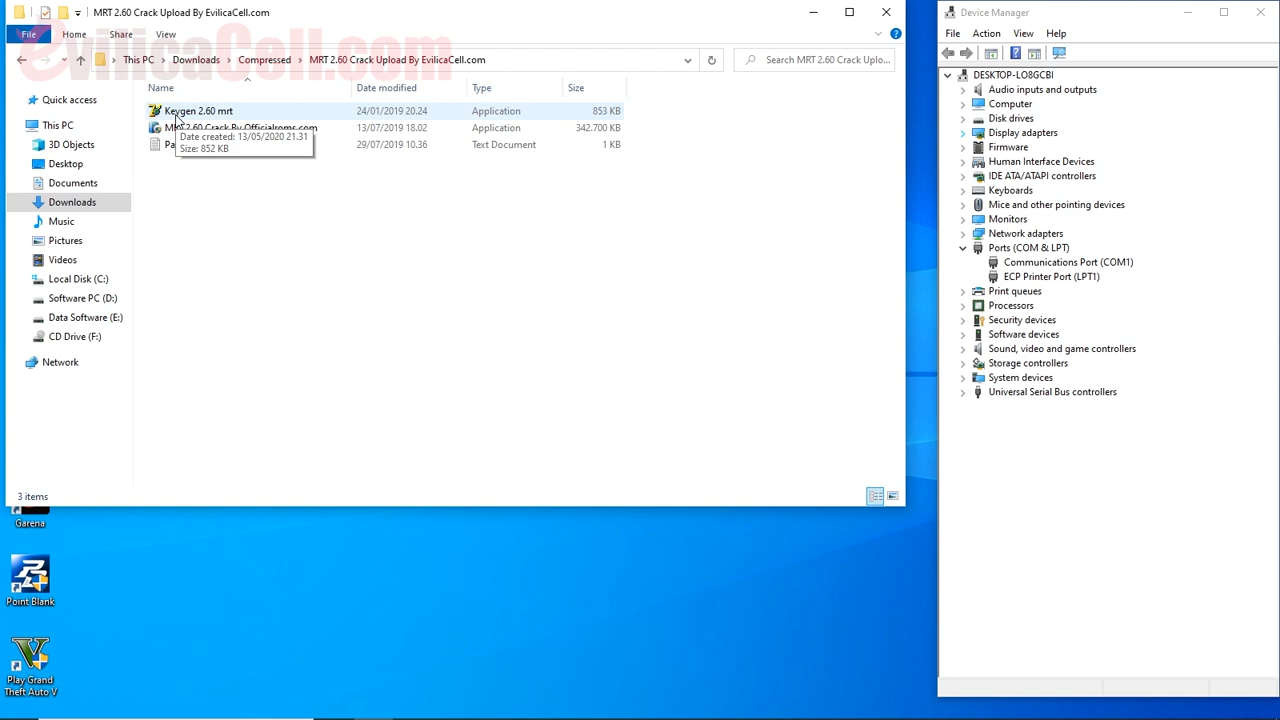 MRT 2.60 Crack Upload By EvilicaCell.com
File Home Share View
eVilicaCell.com
This PC > Downloads > Compressed > MRT 2.60 Crack Upload By EvilicaCell.com
Search MRT 2.60 Crack Uplo...
Name Date modified Type Size
Keygen 2.60 mrt 24/01/2019 20.24 Application 853 KB
MRT 2.60 Crack By Officialroms.com 13/07/2019 18.02 Application 342.700 KB
29/07/2019 10.36 Text Document 1 KB
Date created: 13/05/2020 21.31
Size: 852 KB
Quick access
This PC
3D Objects
Desktop
Documents
Downloads
Music
Pictures
Videos
Local Disk (C:)
Software PC (D:)
Data Software (E:)
CD Drive (F:)
Network
3 items
Garena
Point Blank
Play Grand
Theft Auto V
Device Manager
File Action View Help
DESKTOP-LO8GCBI
Audio inputs and outputs
Computer
Disk drives
Display adapters
Firmware
Human Interface Devices
IDE ATA/ATAPI controllers
Keyboards
Mice and other pointing devices
Monitors
Network adapters
Ports (COM & LPT)
Communications Port (COM1)
ECP Printer Port (LPT1)
Print queues
Processors
Security devices
Software devices
Sound, video and game controllers
Storage controllers
System devices
Universal Serial Bus controllers